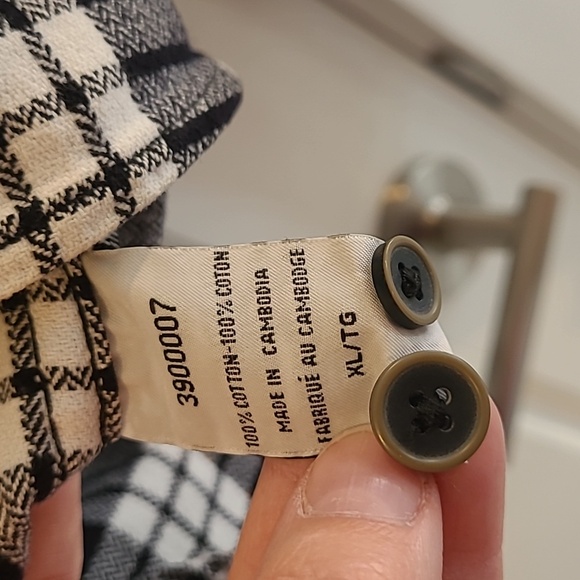 3900007
100% COTTON-100% COTON
MADE IN CAMBODIA
FABRIQUÉ AU CAMBODGE
XL/TG